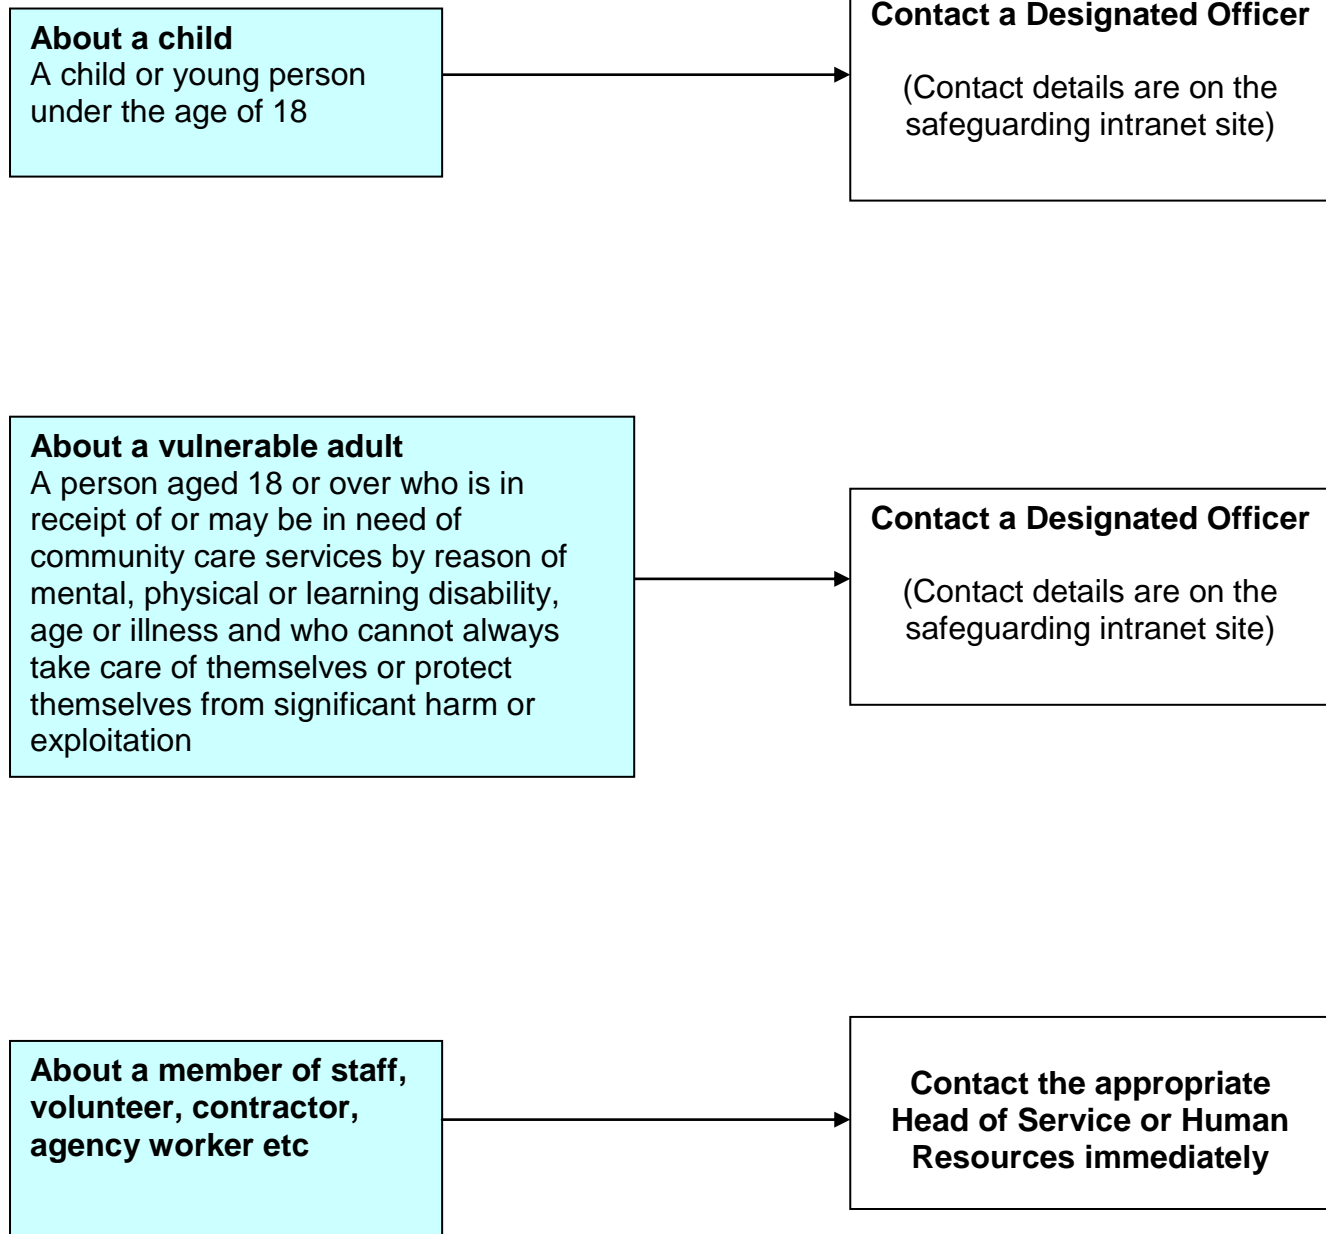 About a child
A child or young person
under the age of 18
Contact a Designated Officer
(Contact details are on the
safeguarding intranet site)
About a vulnerable adult
A person aged 18 or over who is in
receipt of or may be in need of
community care services by reason of
mental, physical or learning disability,
age or illness and who cannot always
take care of themselves or protect
themselves from significant harm or
exploitation
Contact a Designated Officer
(Contact details are on the
safeguarding intranet site)
About a member of staff,
volunteer, contractor,
agency worker etc
Contact the appropriate
Head of Service or Human
Resources immediately